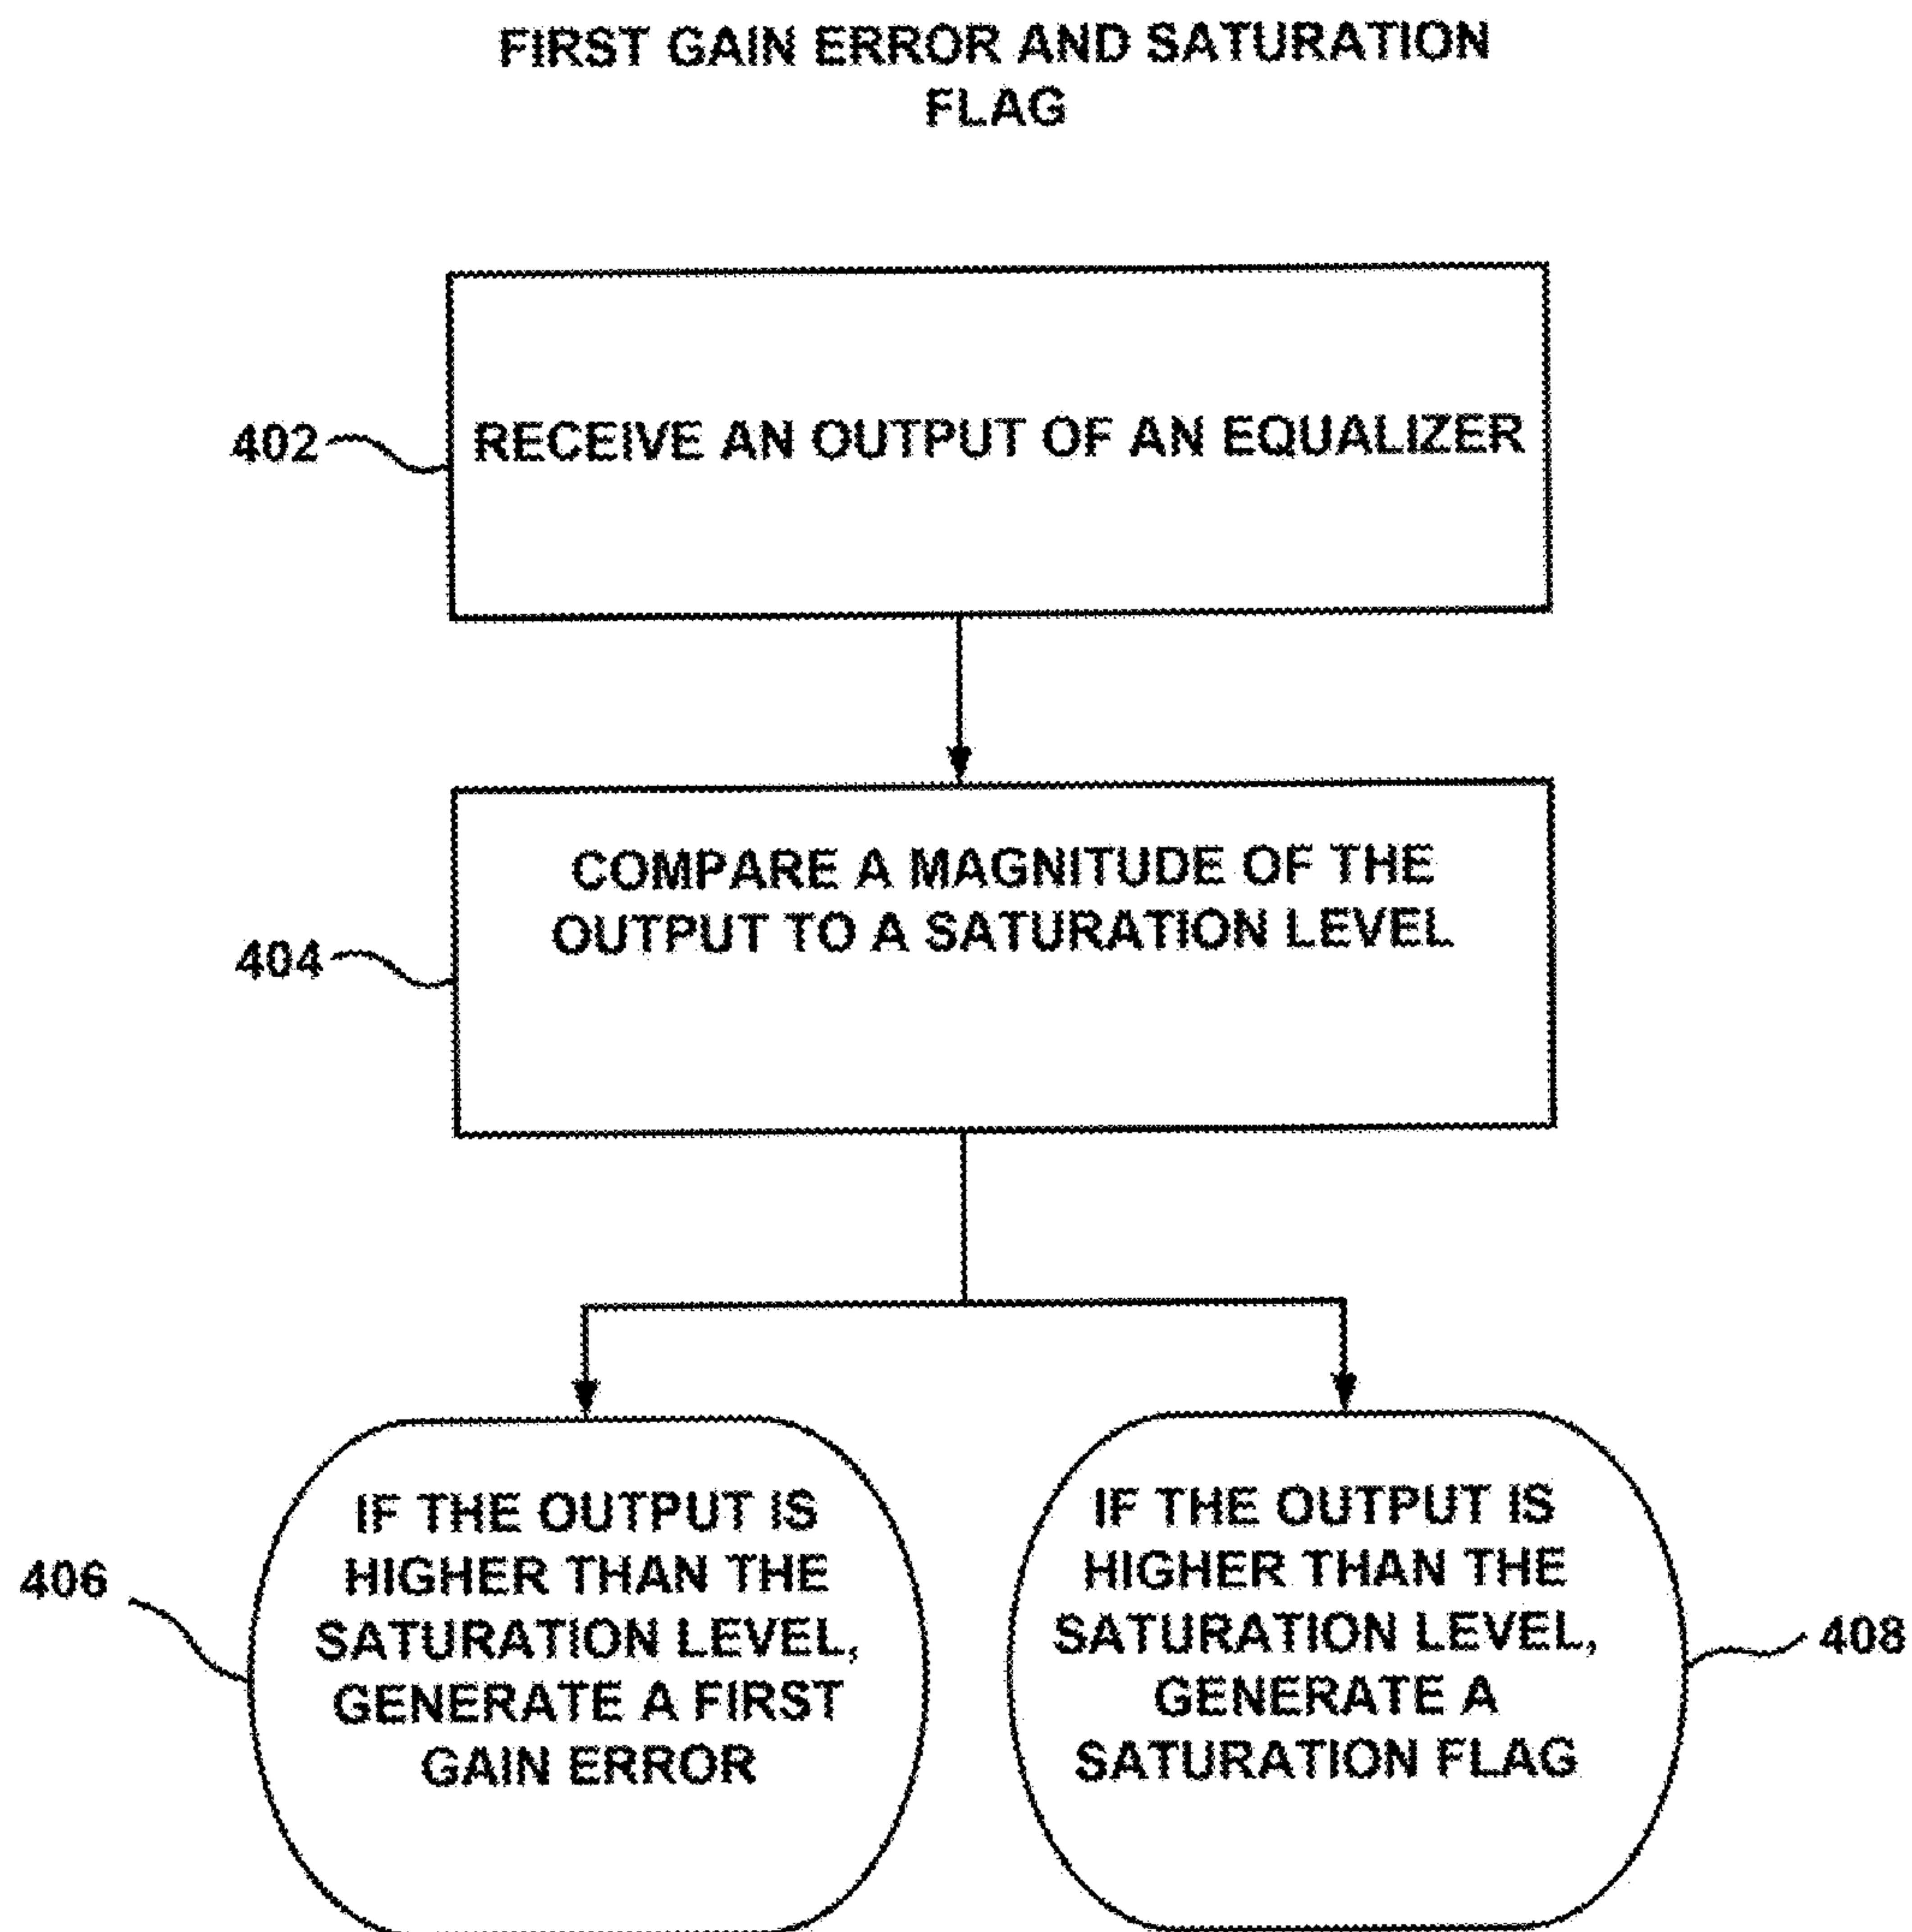 FIRST GAIN ERROR AND SATURATION
FLAG
402
RECEIVE AN OUTPUT OF AN EQUALIZER
404
COMPARE A MAGNITUDE OF THE
OUTPUT TO A SATURATION LEVEL
406
IF THE OUTPUT IS
HIGHER THAN THE
SATURATION LEVEL,
GENERATE A FIRST
GAIN ERROR
IF THE OUTPUT IS
HIGHER THAN THE
SATURATION LEVEL,
GENERATE A
SATURATION FLAG
408